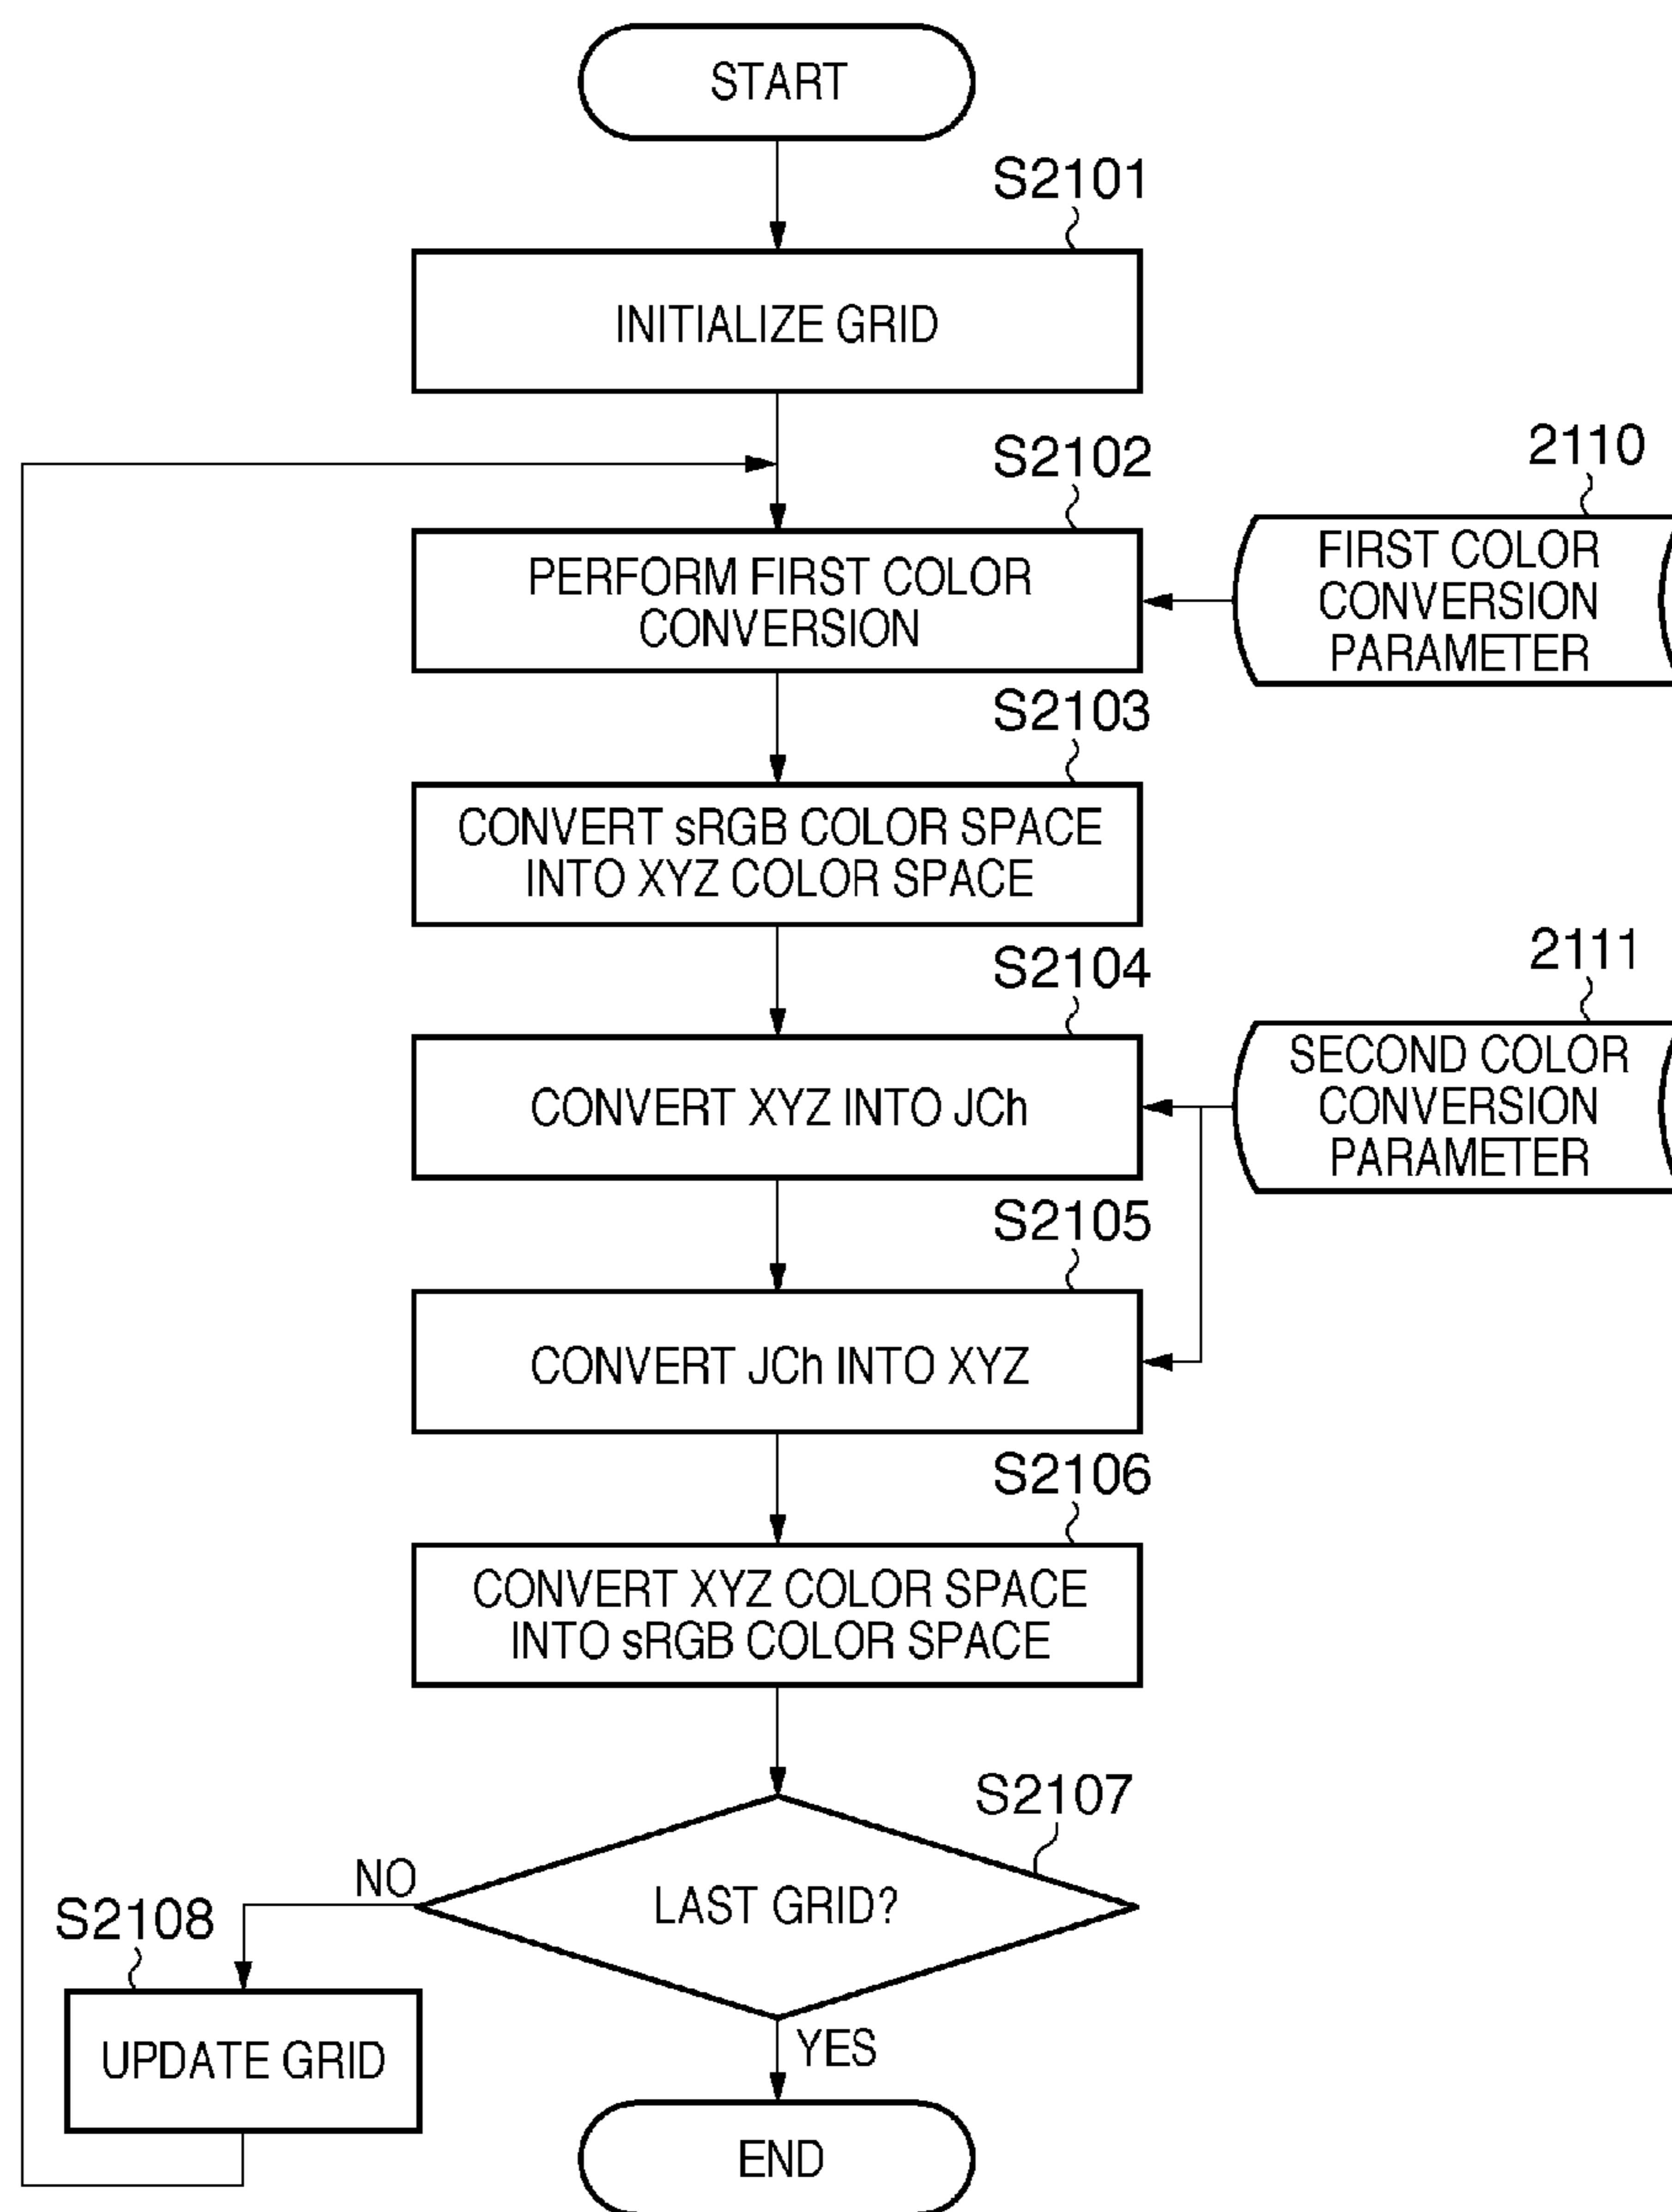 START
S2101
INITIALIZE GRID
S2102
2110
PERFORM FIRST COLOR
CONVERSION
FIRST COLOR
CONVERSION
PARAMETER
S2103
CONVERT sRGB COLOR SPACE
INTO XYZ COLOR SPACE
S2104
2111
CONVERT XYZ INTO JCh
SECOND COLOR
CONVERSION
PARAMETER
S2105
CONVERT JCh INTO XYZ
S2106
CONVERT XYZ COLOR SPACE
INTO sRGB COLOR SPACE
S2107
LAST GRID?
NO
S2108
UPDATE GRID
YES
END